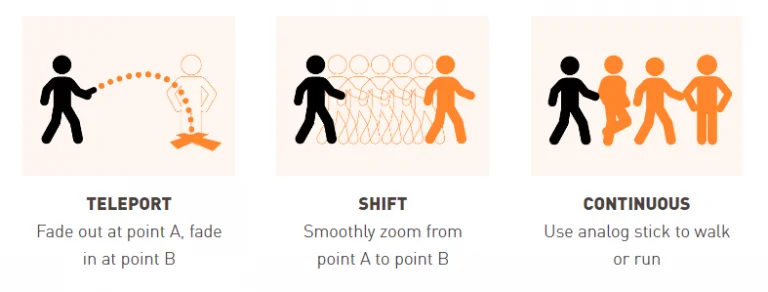 TELEPORT
Fade out at point A, fade
in at point B
SHIFT
Smoothly zoom from
point A to point B
CONTINUOUS
Use analog stick to walk
or run